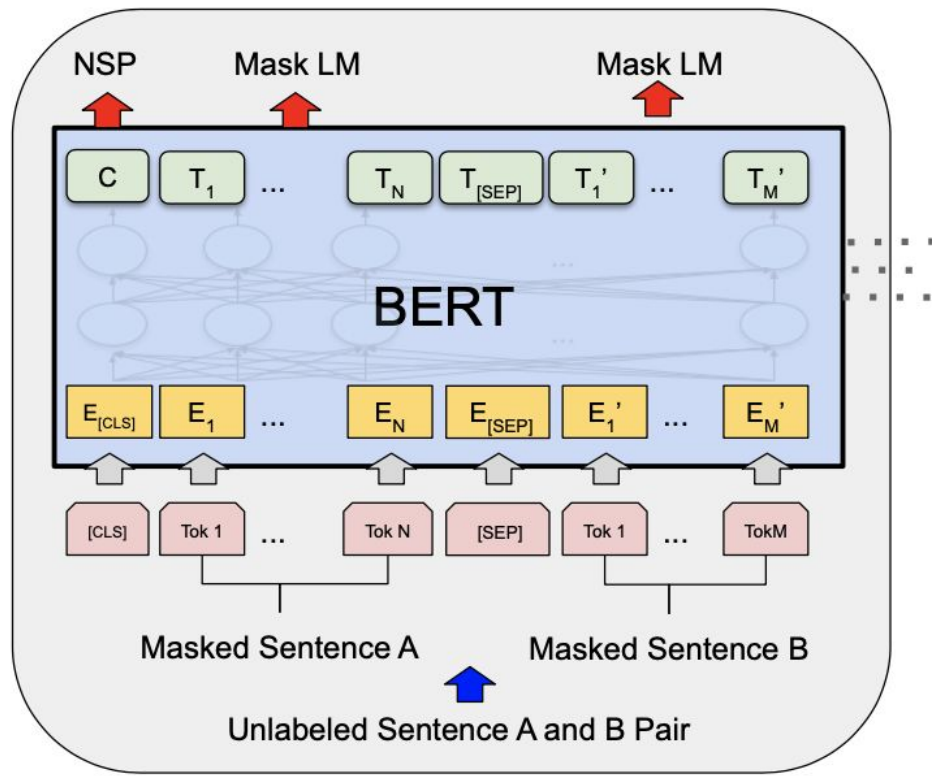 NSP Mask LM Mask LM
C T1 ... TN T[SEP] T1’ ... TM’
...
BERT
...
E[CLS] E1 ... EN E[SEP] E1’ ... EM’
[CLS] Tok 1 ... Tok N [SEP] Tok 1 ... TokM
Masked Sentence A Masked Sentence B
Unlabeled Sentence A and B Pair